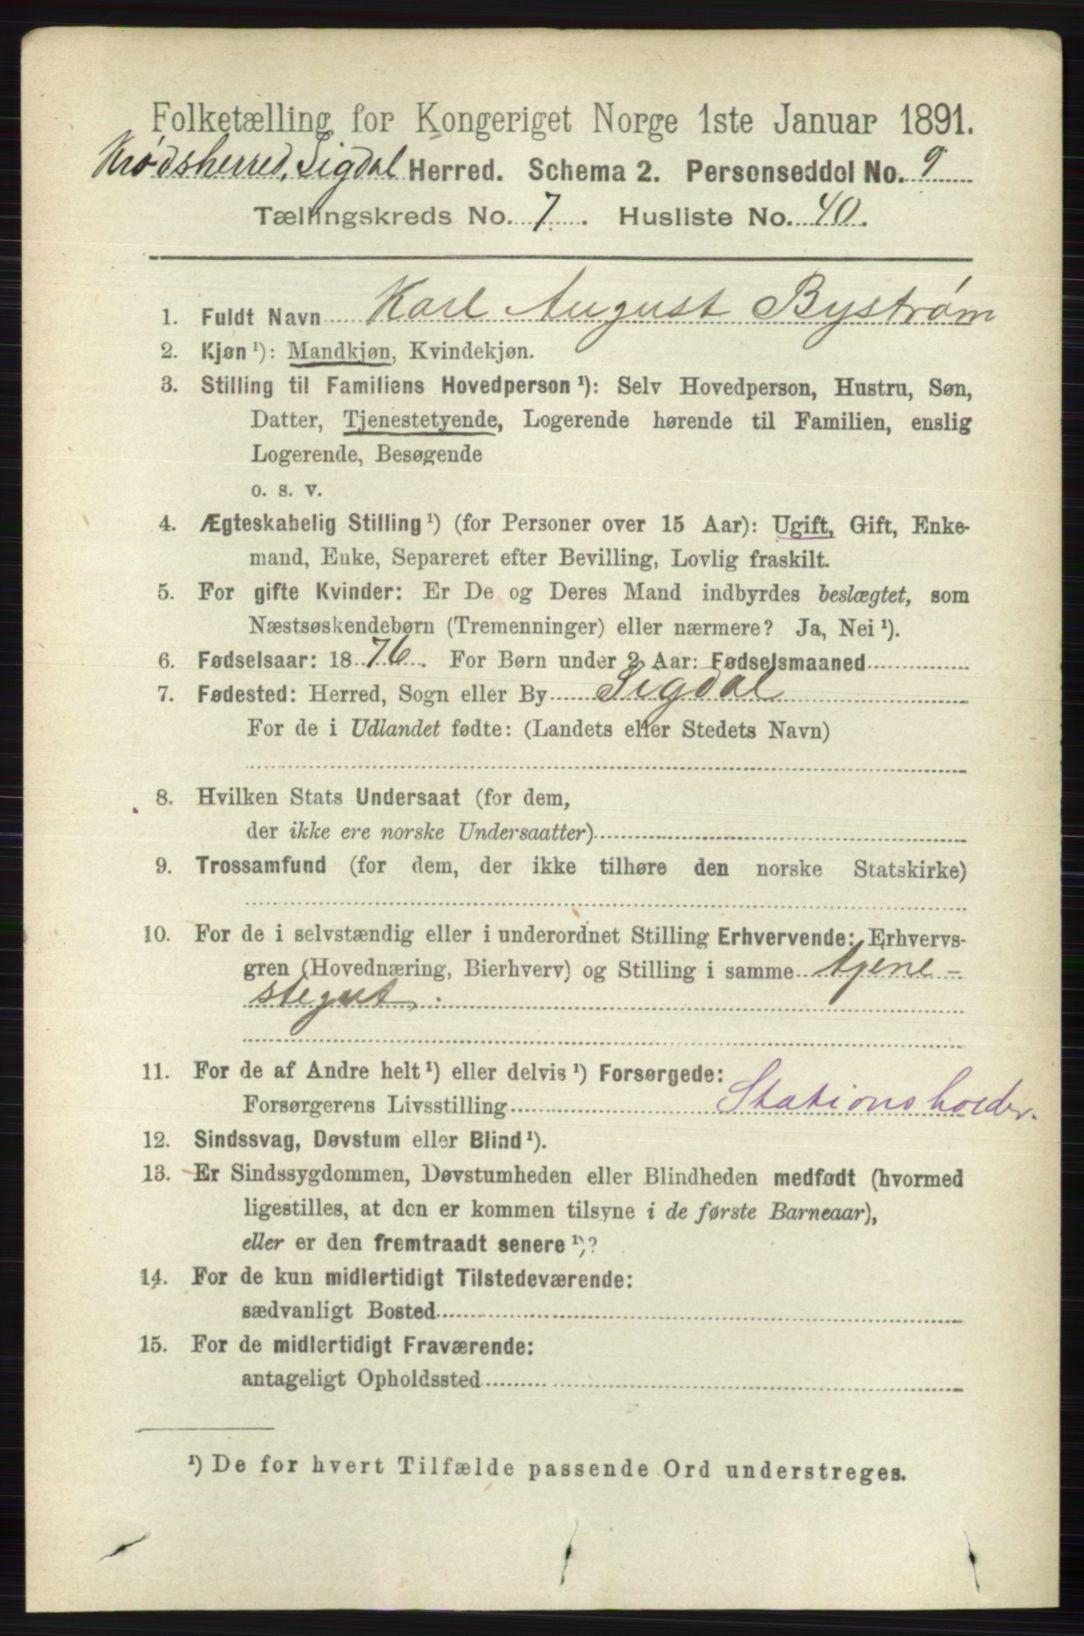 Folketælling for Kongeriget Norge 1ste Januar 1891.
Krødsherred, Sigdal Herred. Schema 2. Personseddel No. 9
Tællingskreds No. 7. Husliste No. 40.
1. Fuldt Navn Karl August Bystrøm
2. Kjøn ¹): Mandkjøn, Kvindekjøn.
3. Stilling til Familiens Hovedperson ¹): Selv Hovedperson, Hustru, Søn,
Datter, Tjenestetyende, Logerende hørende til Familien, enslig
Logerende, Besøgende
o. s. v.
4. Ægteskabelig Stilling ¹) (for Personer over 15 Aar): Ugift, Gift, Enke-
mand, Enke, Separeret efter Bevilling, Lovlig fraskilt.
5. For gifte Kvinder: Er De og Deres Mand indbyrdes beslægtet, som
Næstsøskendebørn (Tremenninger) eller nærmere? Ja, Nei ¹).
6. Fødselsaar: 1876. For Børn under 2 Aar: Fødselsmaaned
7. Fødested: Herred, Sogn eller By Sigdal
For de i Udlandet fødte: (Landets eller Stedets Navn)
8. Hvilken Stats Undersaat (for dem,
der ikke ere norske Undersaatter)
9. Trossamfund (for dem, der ikke tilhøre den norske Statskirke)
10. For de i selvstændig eller i underordnet Stilling Erhvervende: Erhvervs-
gren (Hovednæring, Bierhverv) og Stilling i samme tjene-
stegut.
11. For de af Andre helt ¹) eller delvis ¹) Forsørgede:
Forsørgerens Livsstilling Stationsholder.
12. Sindssvag, Døvstum eller Blind ¹).
13. Er Sindssygdommen, Døvstumheden eller Blindheden medfødt (hvormed
ligestilles, at den er kommen tilsyne i de første Barneaar),
eller er den fremtraadt senere ¹)?
14. For de kun midlertidigt Tilstedeværende:
sædvanligt Bosted
15. For de midlertidigt Fraværende:
antageligt Opholdssted
¹) De for hvert Tilfælde passende Ord understreges.